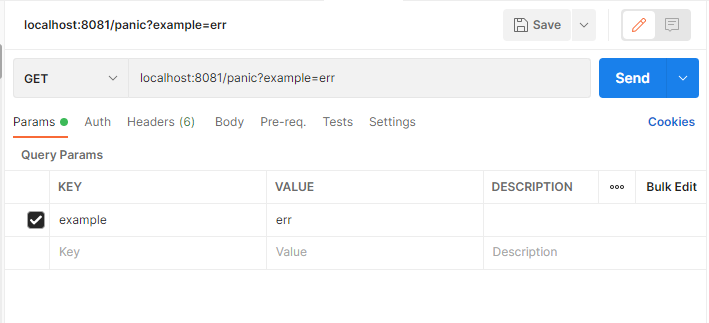 localhost:8081/panic?example=err Save
GET localhost:8081/panic?example=err Send
Params Auth Headers (6) Body Pre-req. Tests Settings Cookies
Query Params
KEY VALUE DESCRIPTION Bulk Edit
example err
Key Value Description